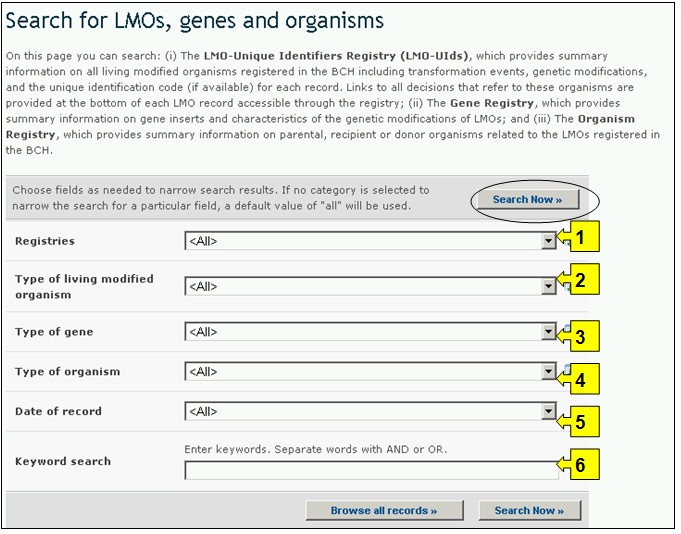 Search for LMOs, genes and organisms
On this page you can search: (i) The LMO-Unique Identifiers Registry (LMO-UIds), which provides summary
information on all living modified organisms registered in the BCH including transformation events, genetic modifications,
and the unique identification code (if available) for each record. Links to all decisions that refer to these organisms are
provided at the bottom of each LMO record accessible through the registry; (ii) The Gene Registry, which provides
summary information on gene inserts and characteristics of the genetic modifications of LMOs; and (iii) The Organism
Registry, which provides summary information on parental, recipient or donor organisms related to the LMOs registered in
the BCH.
Choose fields as needed to narrow search results. If no category is selected to
narrow the search for a particular field, a default value of "all" will be used.
Search Now »
Registries <All> 1
Type of living modified
organism
<All> 2
Type of gene <All> 3
Type of organism <All> 4
Date of record <All> 5
Enter keywords. Separate words with AND or OR.
Keyword search 6
Browse all records » Search Now »